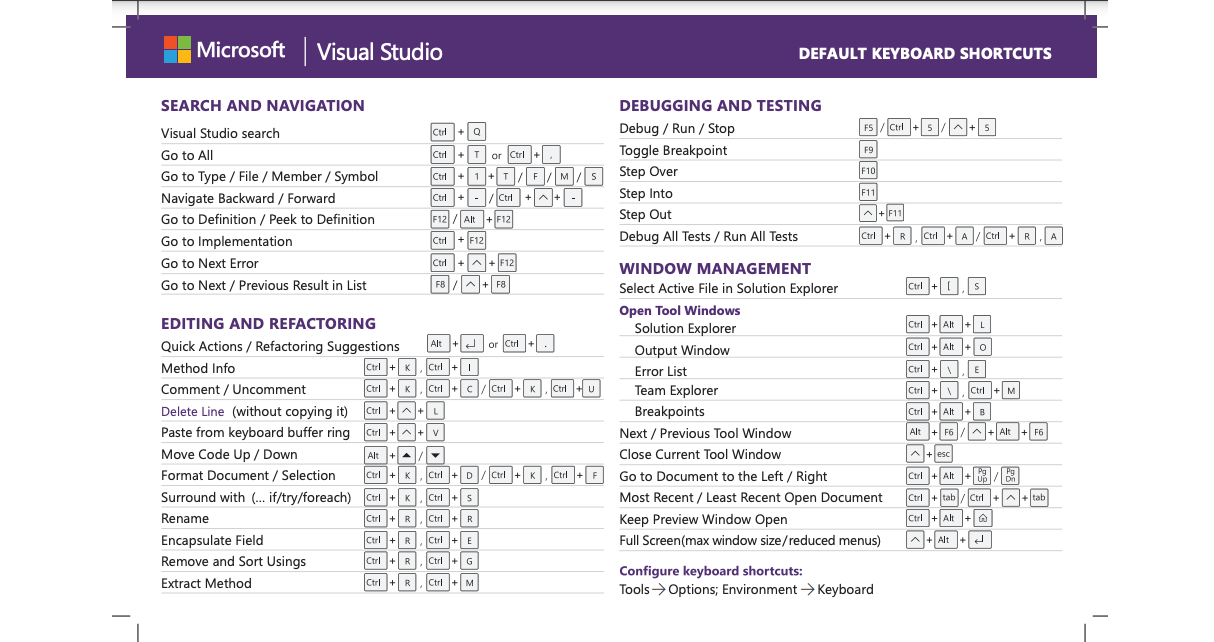 Microsoft | Visual Studio
DEFAULT KEYBOARD SHORTCUTS
SEARCH AND NAVIGATION
Visual Studio search Ctrl + Q
Go to All Ctrl + T or Ctrl + ,
Go to Type / File / Member / Symbol Ctrl + 1 + T / F / M / S
Navigate Backward / Forward Ctrl + - / Ctrl + ^ + -
Go to Definition / Peek to Definition F12 / Alt + F12
Go to Implementation Ctrl + F12
Go to Next Error Ctrl + ^ + F12
Go to Next / Previous Result in List F8 / ^ + F8
EDITING AND REFACTORING
Quick Actions / Refactoring Suggestions Alt + ↵ or Ctrl + .
Method Info Ctrl + K , Ctrl + I
Comment / Uncomment Ctrl + K , Ctrl + C / Ctrl + K , Ctrl + U
Delete Line (without copying it) Ctrl + ^ + L
Paste from keyboard buffer ring Ctrl + ^ + V
Move Code Up / Down Alt + ▲ / ▼
Format Document / Selection Ctrl + K , Ctrl + D / Ctrl + K , Ctrl + F
Surround with (... if/try/foreach) Ctrl + K , Ctrl + S
Rename Ctrl + R , Ctrl + R
Encapsulate Field Ctrl + R , Ctrl + E
Remove and Sort Usings Ctrl + R , Ctrl + G
Extract Method Ctrl + R , Ctrl + M
DEBUGGING AND TESTING
Debug / Run / Stop F5 / Ctrl + 5 / ^ + 5
Toggle Breakpoint F9
Step Over F10
Step Into F11
Step Out ^ + F11
Debug All Tests / Run All Tests Ctrl + R , Ctrl + A / Ctrl + R , A
WINDOW MANAGEMENT
Select Active File in Solution Explorer Ctrl + [ , S
Open Tool Windows
Solution Explorer Ctrl + Alt + L
Output Window Ctrl + Alt + O
Error List Ctrl + \ , E
Team Explorer Ctrl + \ , Ctrl + M
Breakpoints Ctrl + Alt + B
Next / Previous Tool Window Alt + F6 / ^ + Alt + F6
Close Current Tool Window ^ + esc
Go to Document to the Left / Right Ctrl + Alt + Pg Up / Pg Dn
Most Recent / Least Recent Open Document Ctrl + tab / Ctrl + ^ + tab
Keep Preview Window Open Ctrl + Alt + ⌂
Full Screen(max window size/reduced menus) ^ + Alt + ↵
Configure keyboard shortcuts:
Tools → Options; Environment → Keyboard